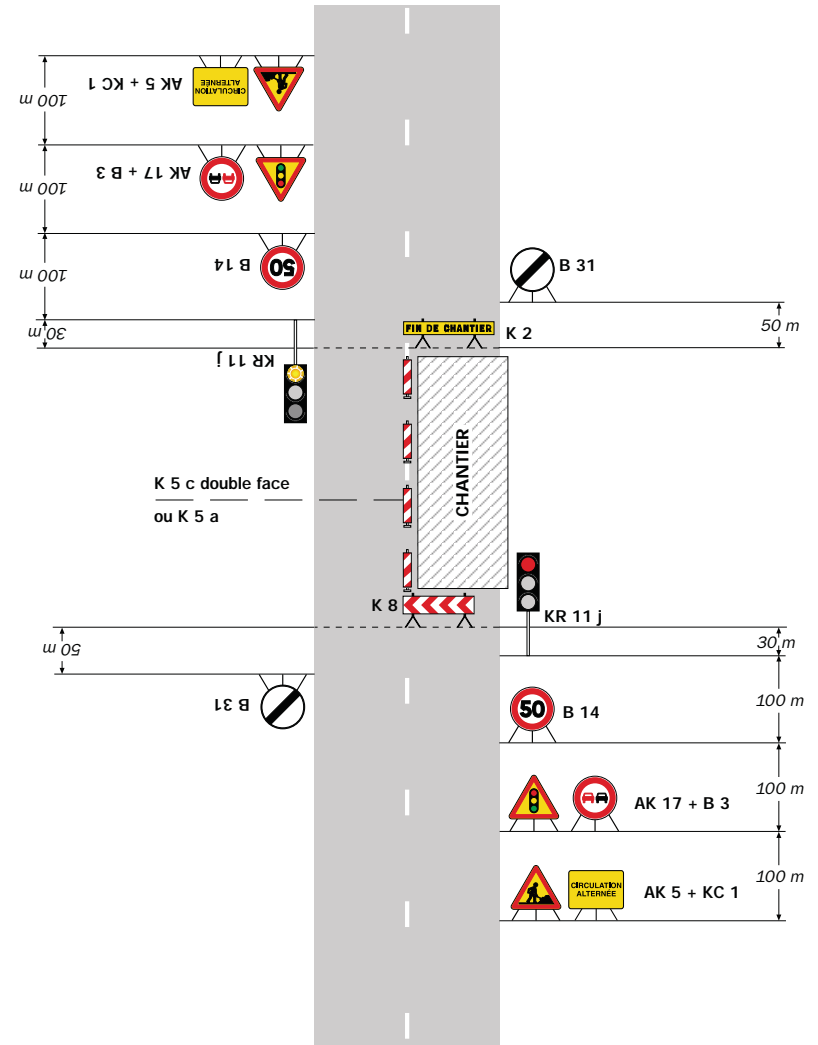 AK 5 + KC 1
CIRCULATION
ALTERNÉE
100 m
AK 17 + B 3
100 m
B 14
50
100 m
30 m
KR 11 j
B 31
50 m
FIN DE CHANTIER
K 2
CHANTIER
K 5 c double face
ou K 5 a
K 8
KR 11 j
50 m
30 m
B 31
50
B 14
100 m
AK 17 + B 3
100 m
CIRCULATION
ALTERNÉE
AK 5 + KC 1
100 m